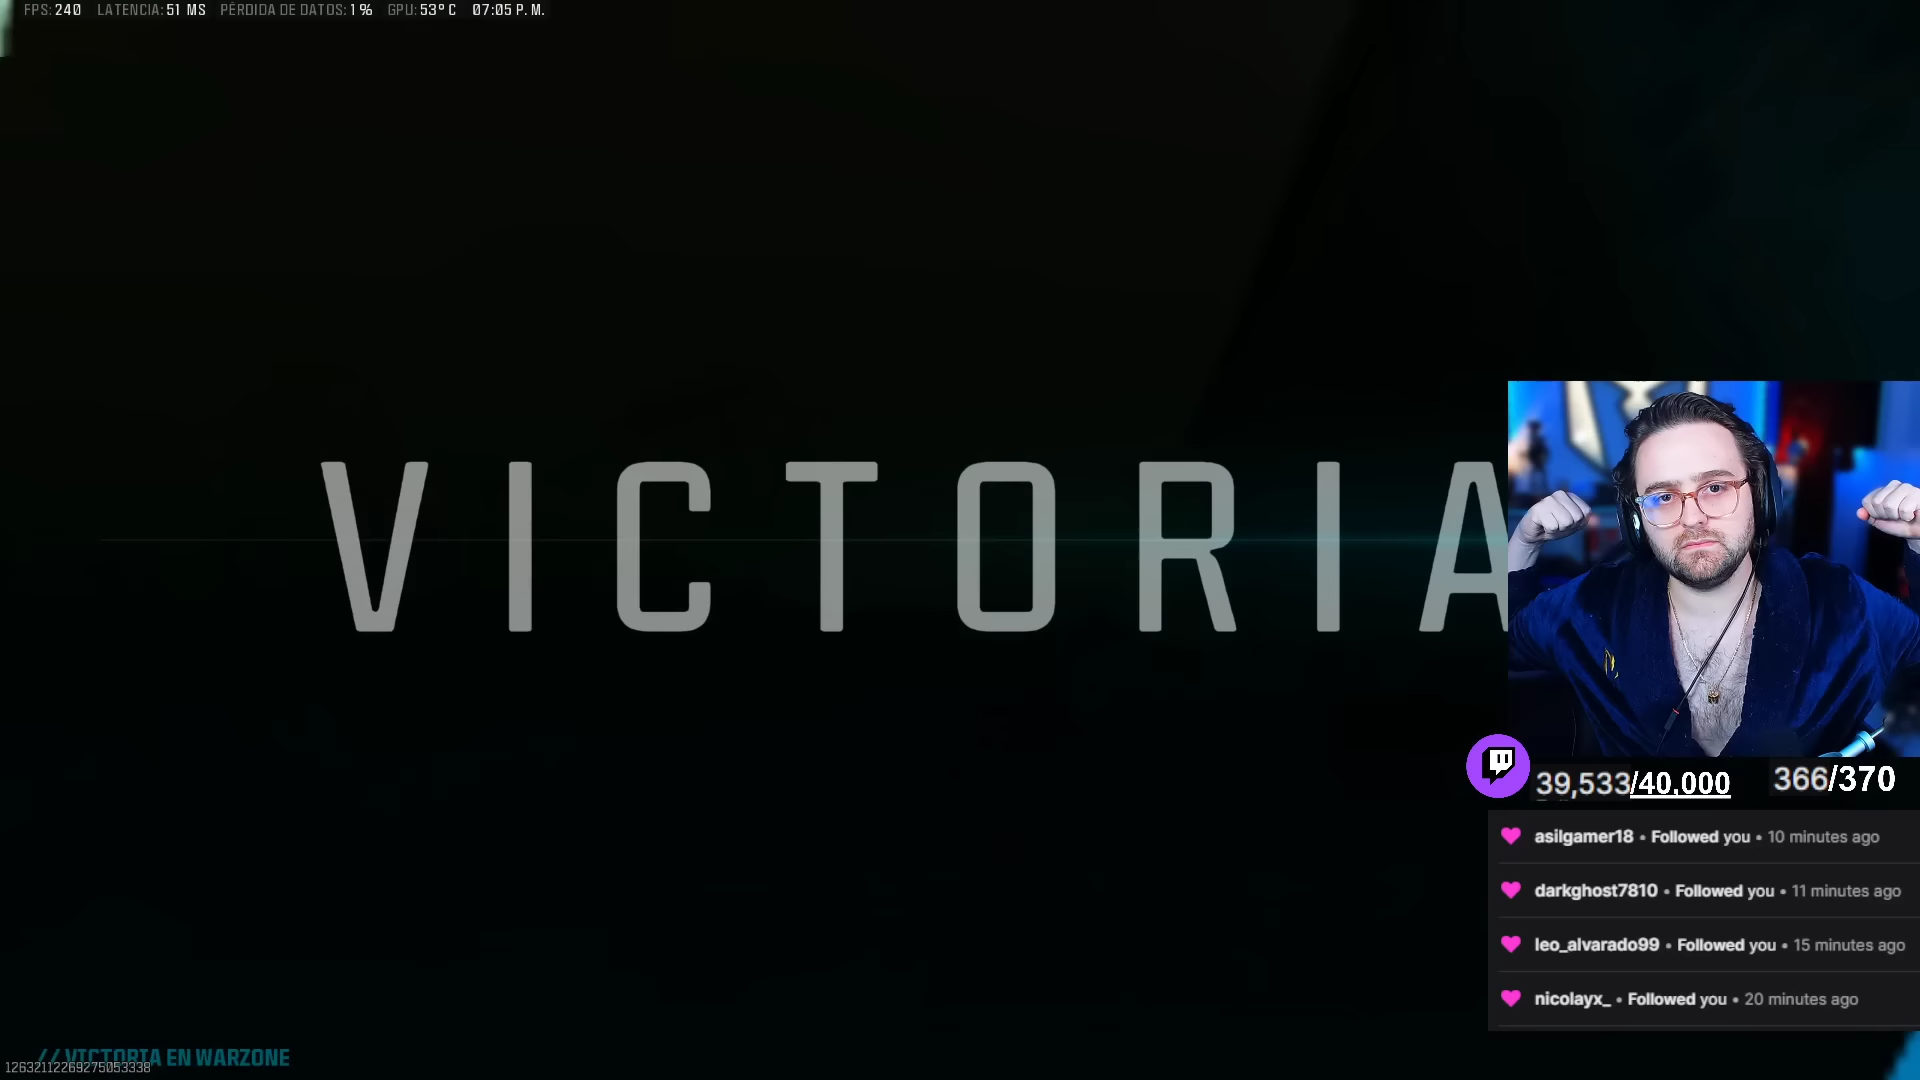 FPS: 240 LATENCIA: 51 MS PÉRDIDA DE DATOS: 1 % GPU: 53º C 07:05 P. M.
VICTORIA
39,533/40,000 366/370
asilgamer18 • Followed you • 10 minutes ago
darkghost7810 • Followed you • 11 minutes ago
leo_alvarado99 • Followed you • 15 minutes ago
nicolayx_ • Followed you • 20 minutes ago
// VICTORIA EN WARZONE
12632112269275053338